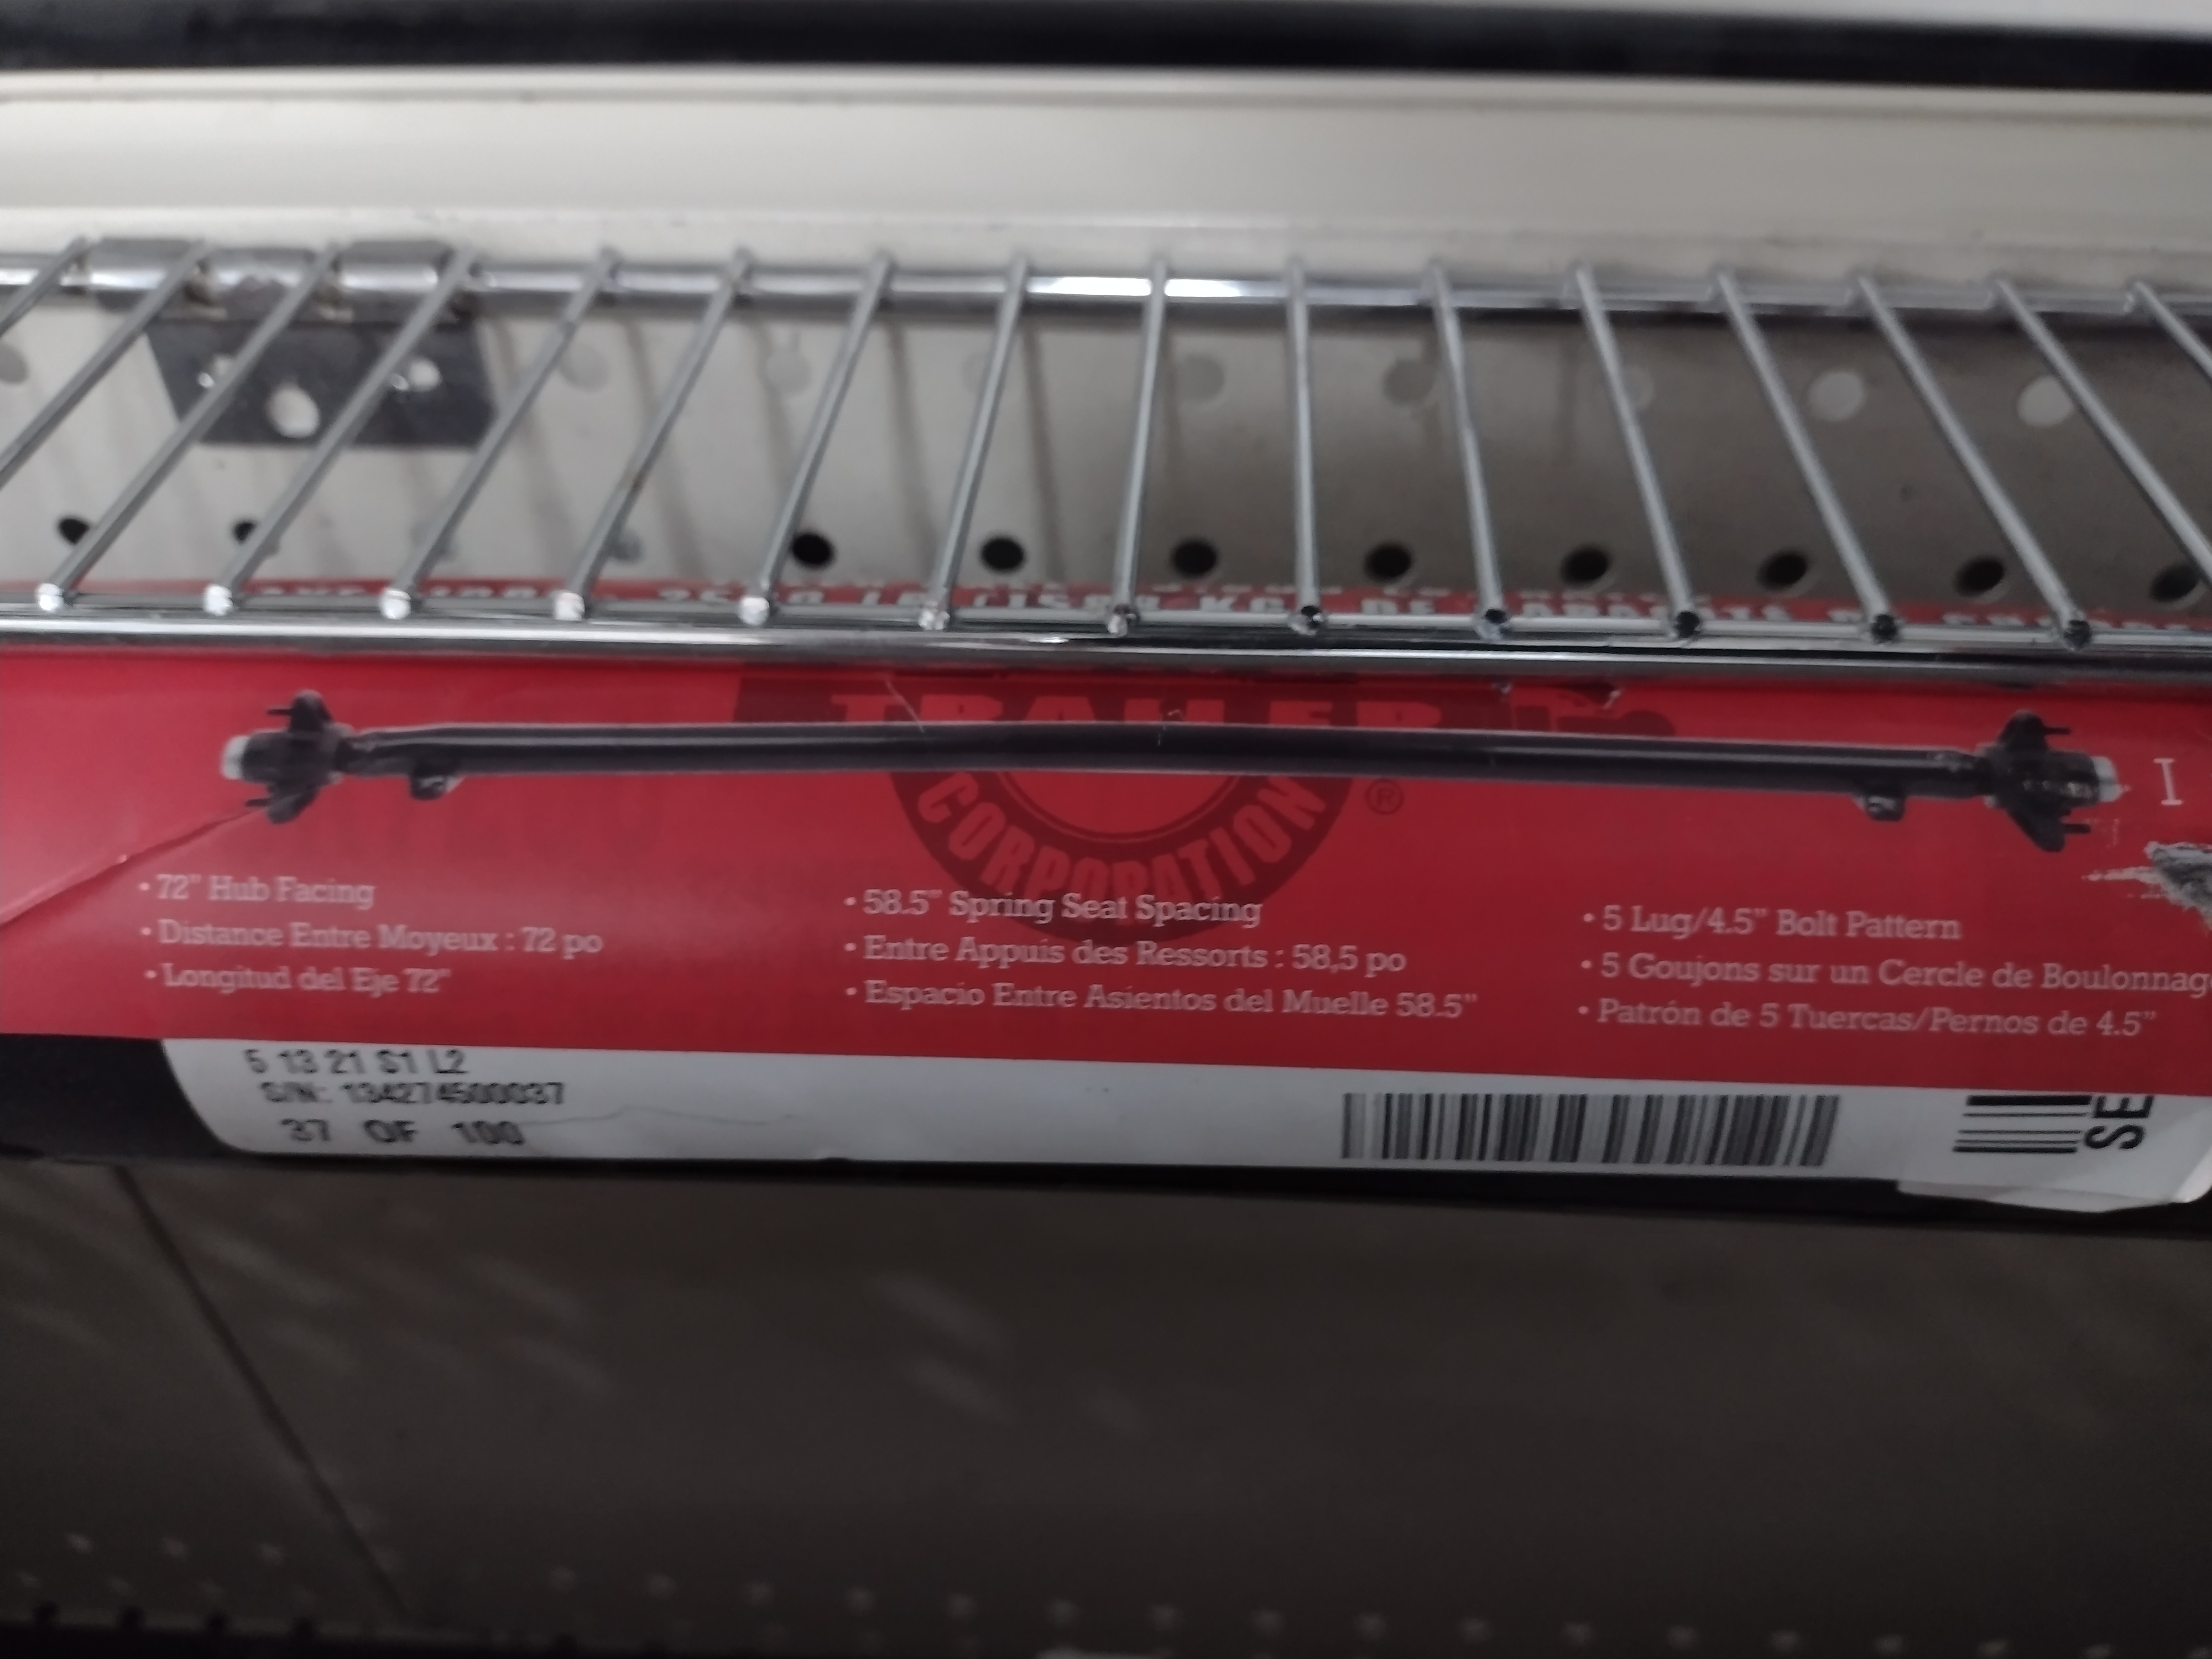 • 72" Hub Facing
• Distance Entre Moyeux : 72 po
• Longitud del Eje 72"
• 58.5" Spring Seat Spacing
• Entre Appuis des Ressorts : 58,5 po
• Espacio Entre Asientos del Muelle 58.5"
• 5 Lug/4.5" Bolt Pattern
• 5 Goujons sur un Cercle de Boulonnag
• Patrón de 5 Tuercas/Pernos de 4.5"
TRAILER
CORPORATION
®
6 13 21 S1 L2
S/N: 134274500037
37 OF 100
SE